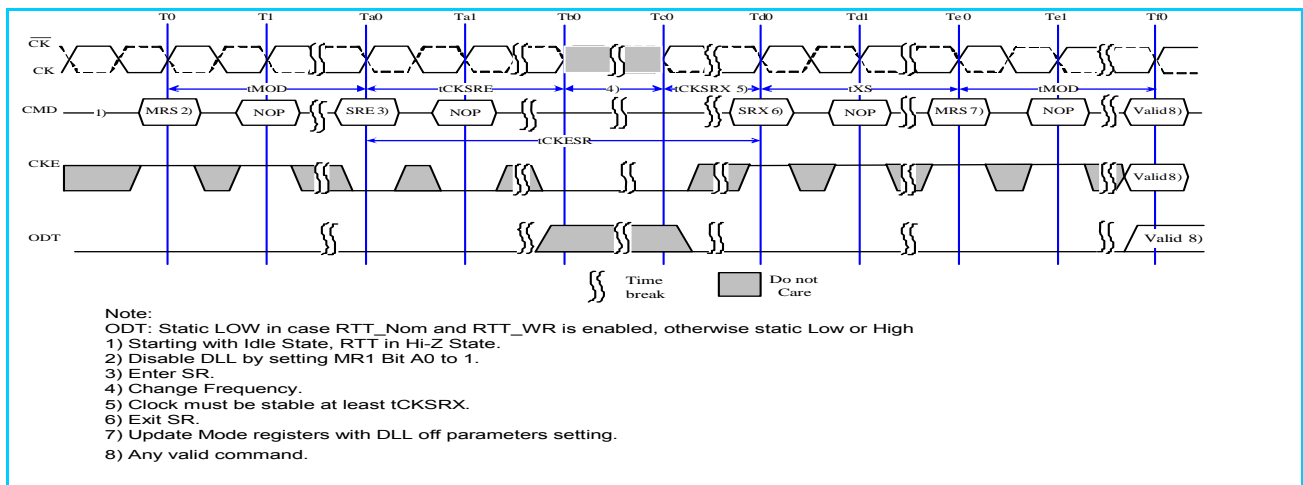 T0 T1 Ta0 Ta1 Tb0 Tc0 Td0 Td1 Te0 Te1 Tf0
CK
CK
tMOD tCKSRE 4) tCKSRX 5) tXS tMOD
CMD 1) MRS 2) NOP SRE 3) NOP SRX 6) NOP MRS 7) NOP Valid 8)
tCKESR
CKE Valid 8)
ODT Valid 8)
Time break
Do not Care
Note:
ODT: Static LOW in case RTT_Nom and RTT_WR is enabled, otherwise static Low or High
1) Starting with Idle State, RTT in Hi-Z State.
2) Disable DLL by setting MR1 Bit A0 to 1.
3) Enter SR.
4) Change Frequency.
5) Clock must be stable at least tCKSRX.
6) Exit SR.
7) Update Mode registers with DLL off parameters setting.
8) Any valid command.